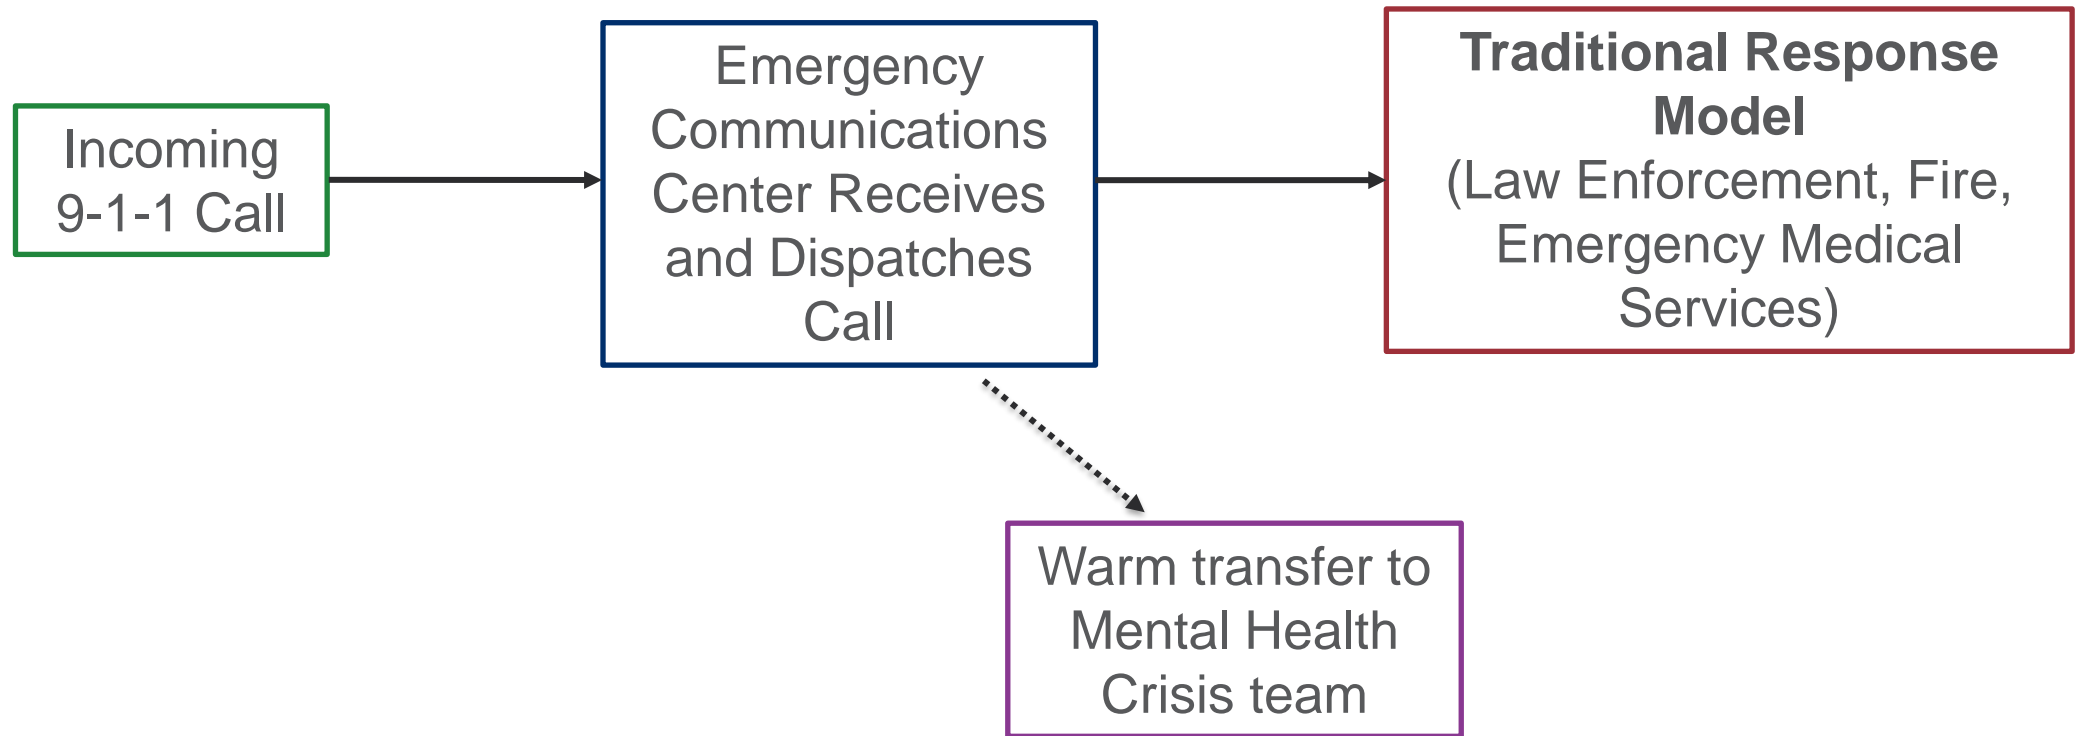 Incoming
9-1-1 Call
Emergency
Communications
Center Receives
and Dispatches
Call
Traditional Response
Model
(Law Enforcement, Fire,
Emergency Medical
Services)
Warm transfer to
Mental Health
Crisis team